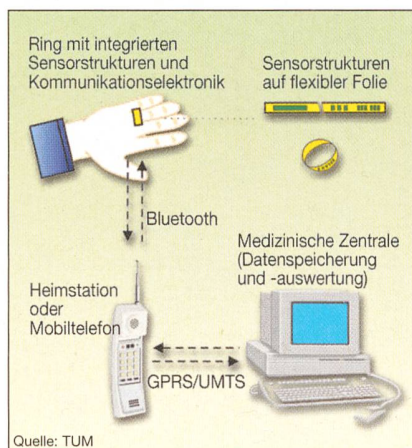 Ring mit integrierten
Sensorstrukturen und
Kommunikationselektronik
Sensorstrukturen
auf flexibler Folie
Bluetooth
Medizinische Zentrale
(Datenspeicherung
und -auswertung)
Heimstation
oder
Mobiltelefon
GPRS/UMTS
Quelle: TUM